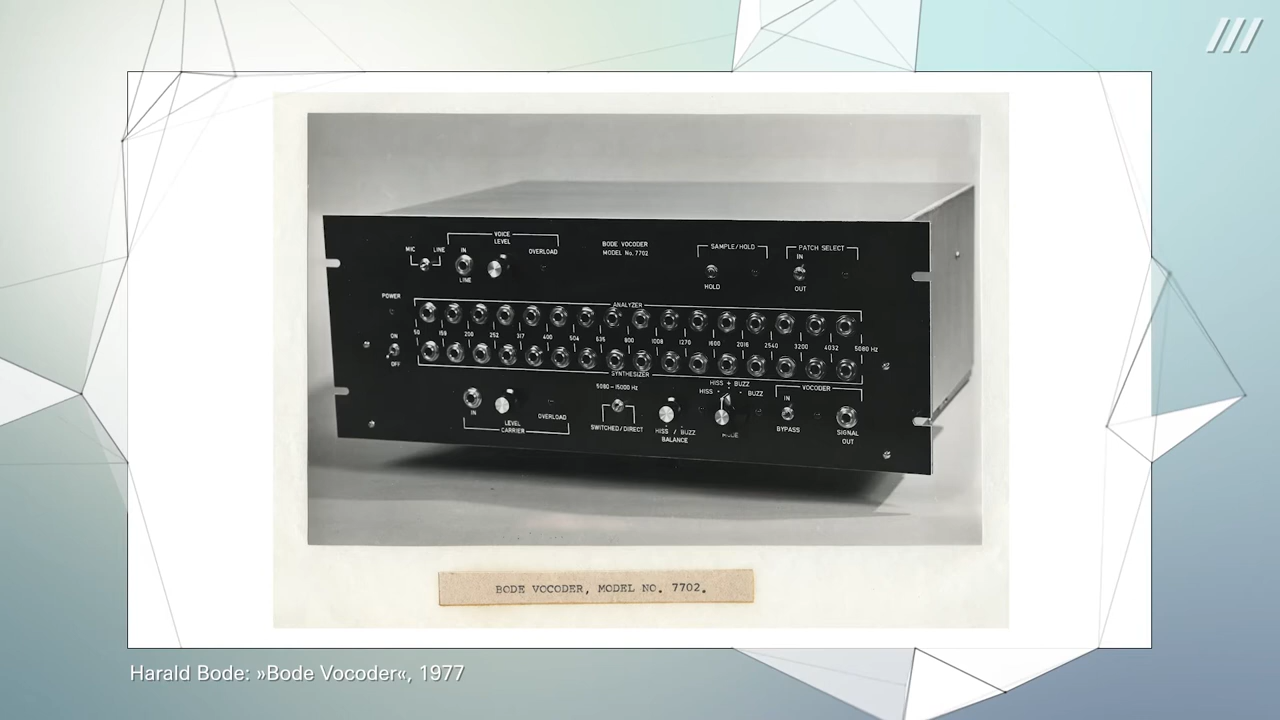 VOICE
LEVEL
MIC
LINE
IN
LINE
OVERLOAD
BODE VOCODER
MODEL No. 7702
SAMPLE/HOLD
HOLD
PATCH SELECT
IN
OUT
POWER
ON
OFF
ANALYZER
50 159 200 252 317 400 504 635 800 1008 1270 1600 2016 2540 3200 4032 5080 Hz
SYNTHESIZER
IN
LEVEL
CARRIER
OVERLOAD
5080-15000 Hz
SWITCHED/DIRECT
HISS / BUZZ
BALANCE
HISS + BUZZ
HISS
BUZZ
MODE
VOCODER
IN
BYPASS
SIGNAL
OUT
BODE VOCODER, MODEL NO. 7702.
Harald Bode: »Bode Vocoder«, 1977